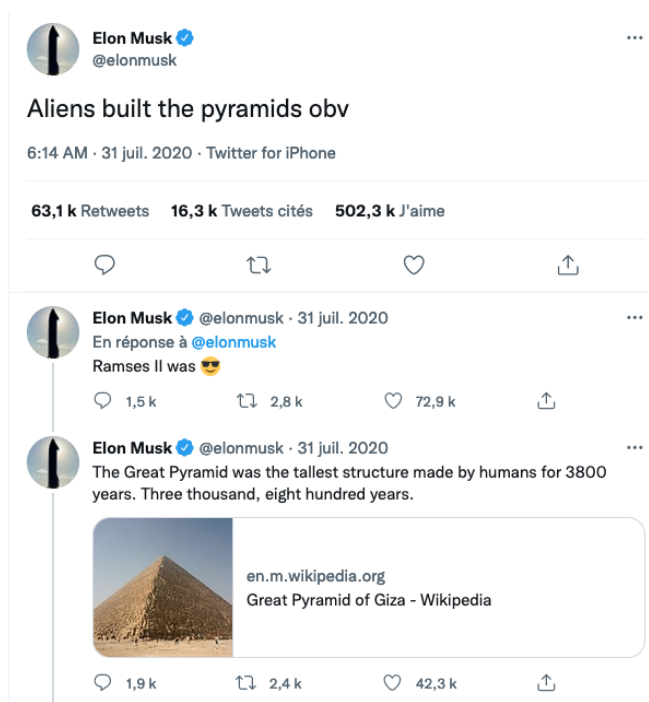 Elon Musk
@elonmusk
Aliens built the pyramids obv
6:14 AM · 31 juil. 2020 · Twitter for iPhone
63,1 k Retweets 16,3 k Tweets cités 502,3 k J'aime
Elon Musk @elonmusk · 31 juil. 2020
En réponse à @elonmusk
Ramses II was 😎
1,5 k 2,8 k 72,9 k
Elon Musk @elonmusk · 31 juil. 2020
The Great Pyramid was the tallest structure made by humans for 3800
years. Three thousand, eight hundred years.
en.m.wikipedia.org
Great Pyramid of Giza - Wikipedia
1,9 k 2,4 k 42,3 k